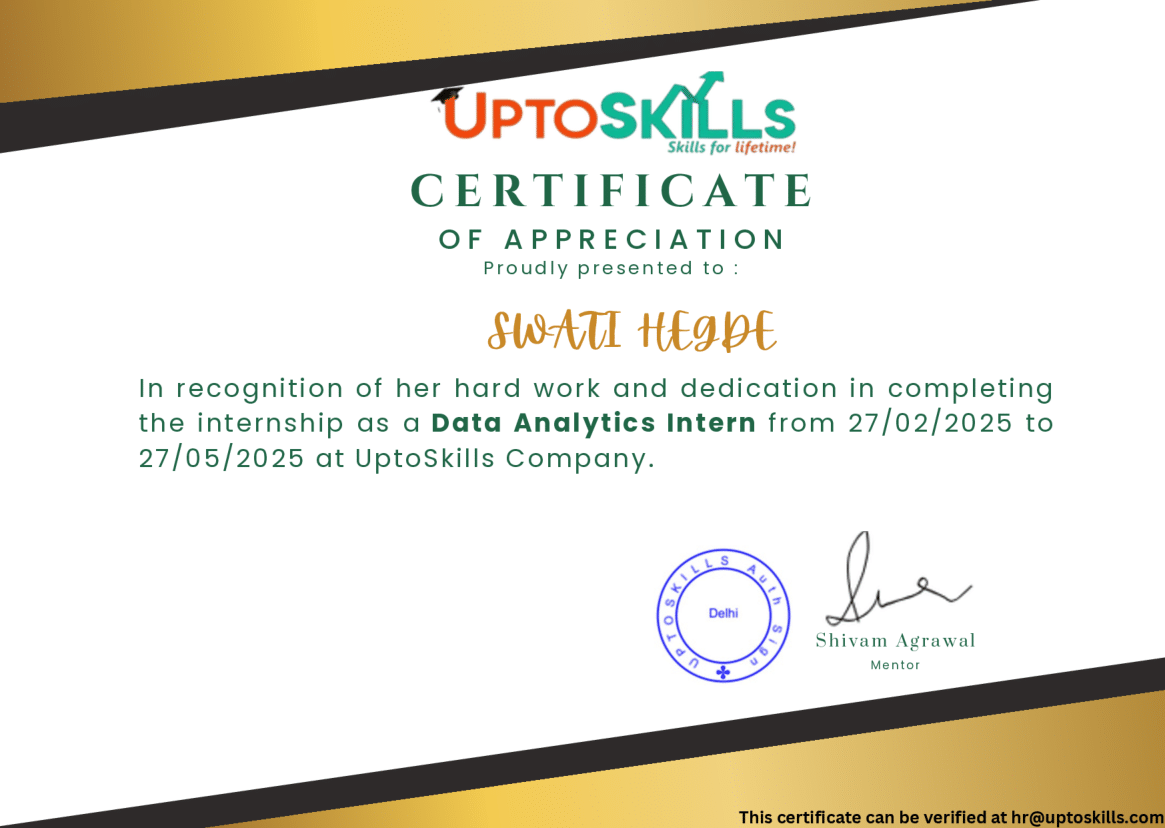 UPTOSKILLS
Skills for lifetime!
CERTIFICATE
OF APPRECIATION
Proudly presented to :
SWATI HEGDE
In recognition of her hard work and dedication in completing
the internship as a Data Analytics Intern from 27/02/2025 to
27/05/2025 at UptoSkills Company.
UPTOSKILLS Auth Sign
Delhi
Shivam Agrawal
Mentor
This certificate can be verified at hr@uptoskills.com